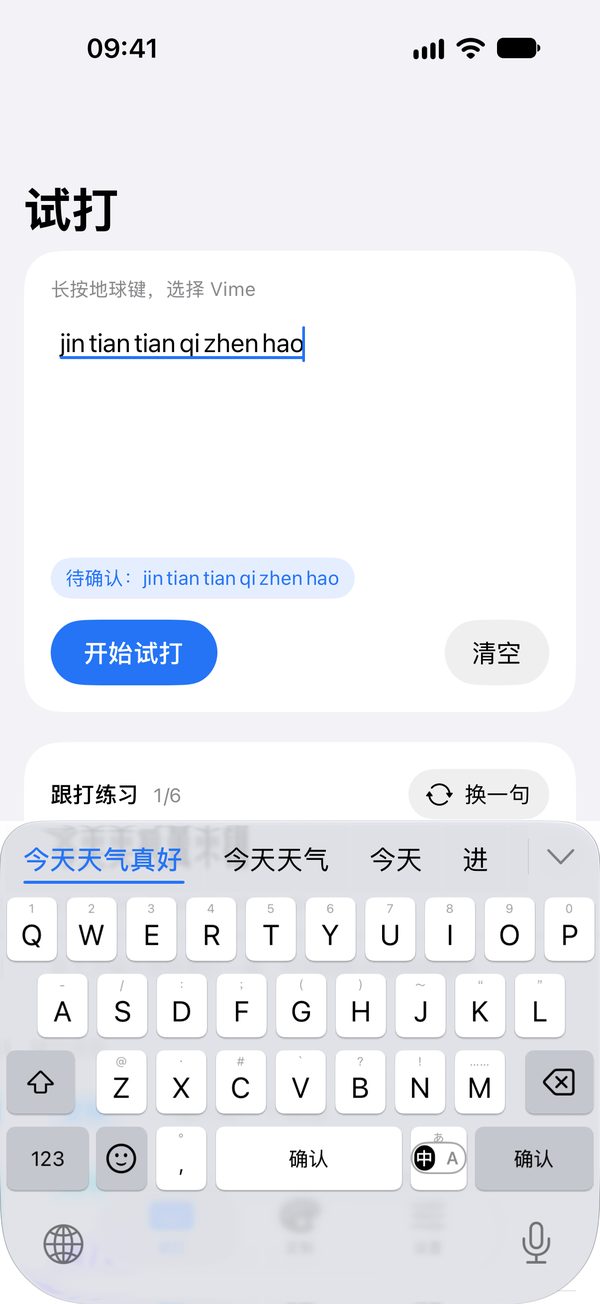 09:41
试打
长按地球键，选择 Vime
jin tian tian qi zhen hao
待确认：jin tian tian qi zhen hao
开始试打 清空
跟打练习 1/6 换一句
今天天气真好 今天天气 今天 进
1 2 3 4 5 6 7 8 9 0
Q W E R T Y U I O P
- / : ; ( ) ~ “ ”
A S D F G H J K L
@ · # ` ? ! ……
Z X C V B N M
° あ
123 , 确认 中 A 确认